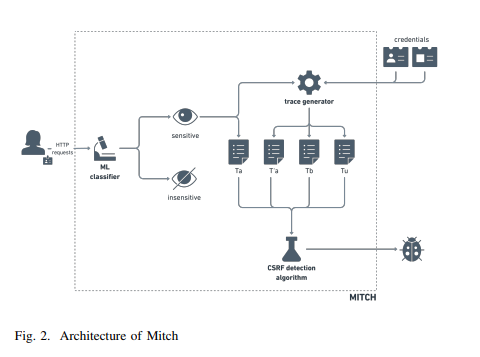 credentials
trace generator
HTTP
requests
ML
classifier
sensitive
insensitive
Ta
T'a
Tb
Tu
CSRF detection
algorithm
MITCH
Fig. 2. Architecture of Mitch